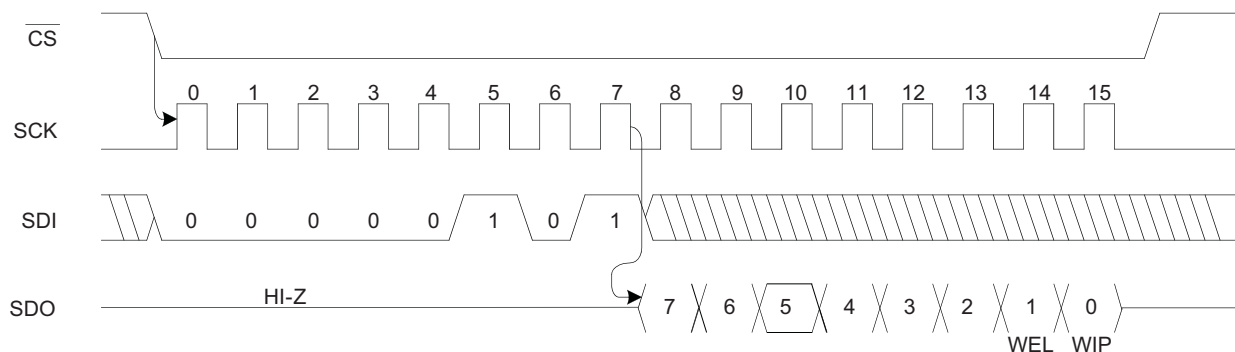 CS
0 1 2 3 4 5 6 7 8 9 10 11 12 13 14 15
SCK
SDI 0 0 0 0 0 1 0 1
HI-Z
SDO 7 6 5 4 3 2 1 0
WEL WIP